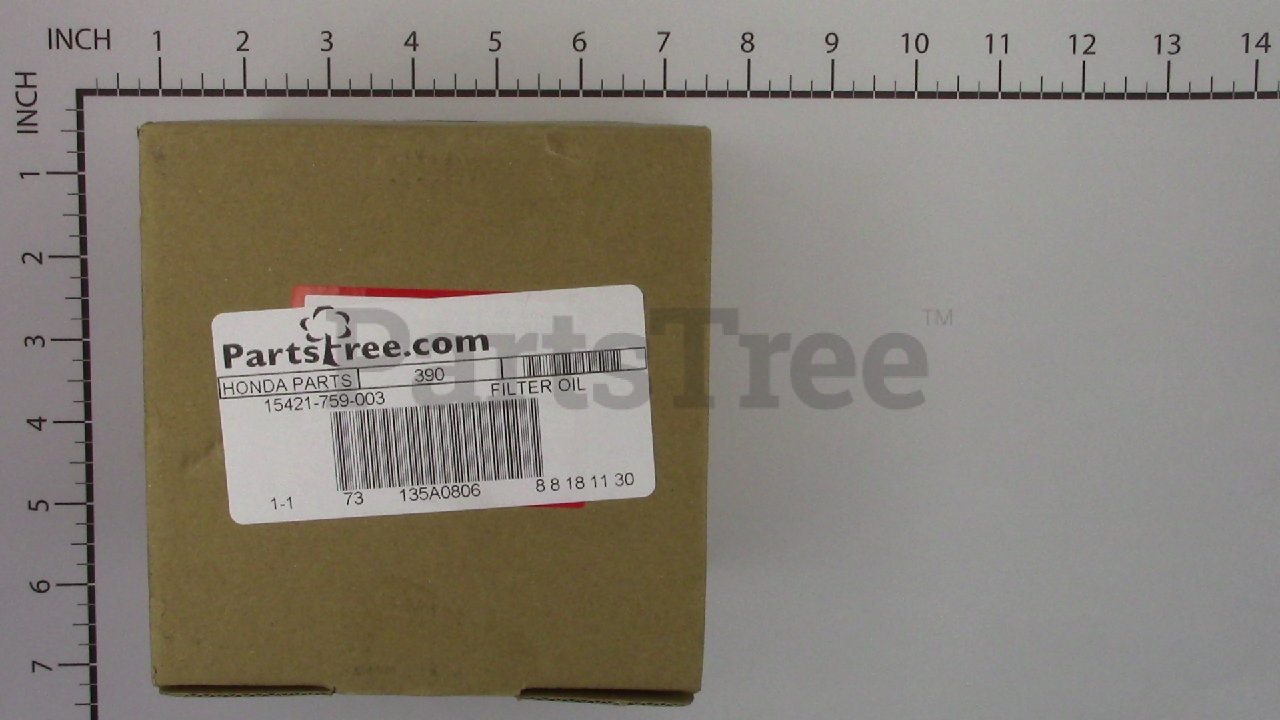 INCH 1 2 3 4 5 6 7 8 9 10 11 12 13 14
INCH
1
2
3
4
5
6
7
PartsTree.com
PartsTree™
HONDA PARTS 390
15421-759-003 FILTER OIL
1-1 73 135A0806 8 8 18 11 30